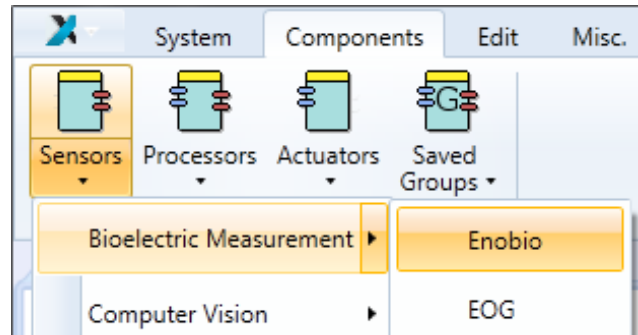 System Components Edit Misc.
G
Sensors Processors Actuators Saved
Groups
Bioelectric Measurement Enobio
Computer Vision EOG